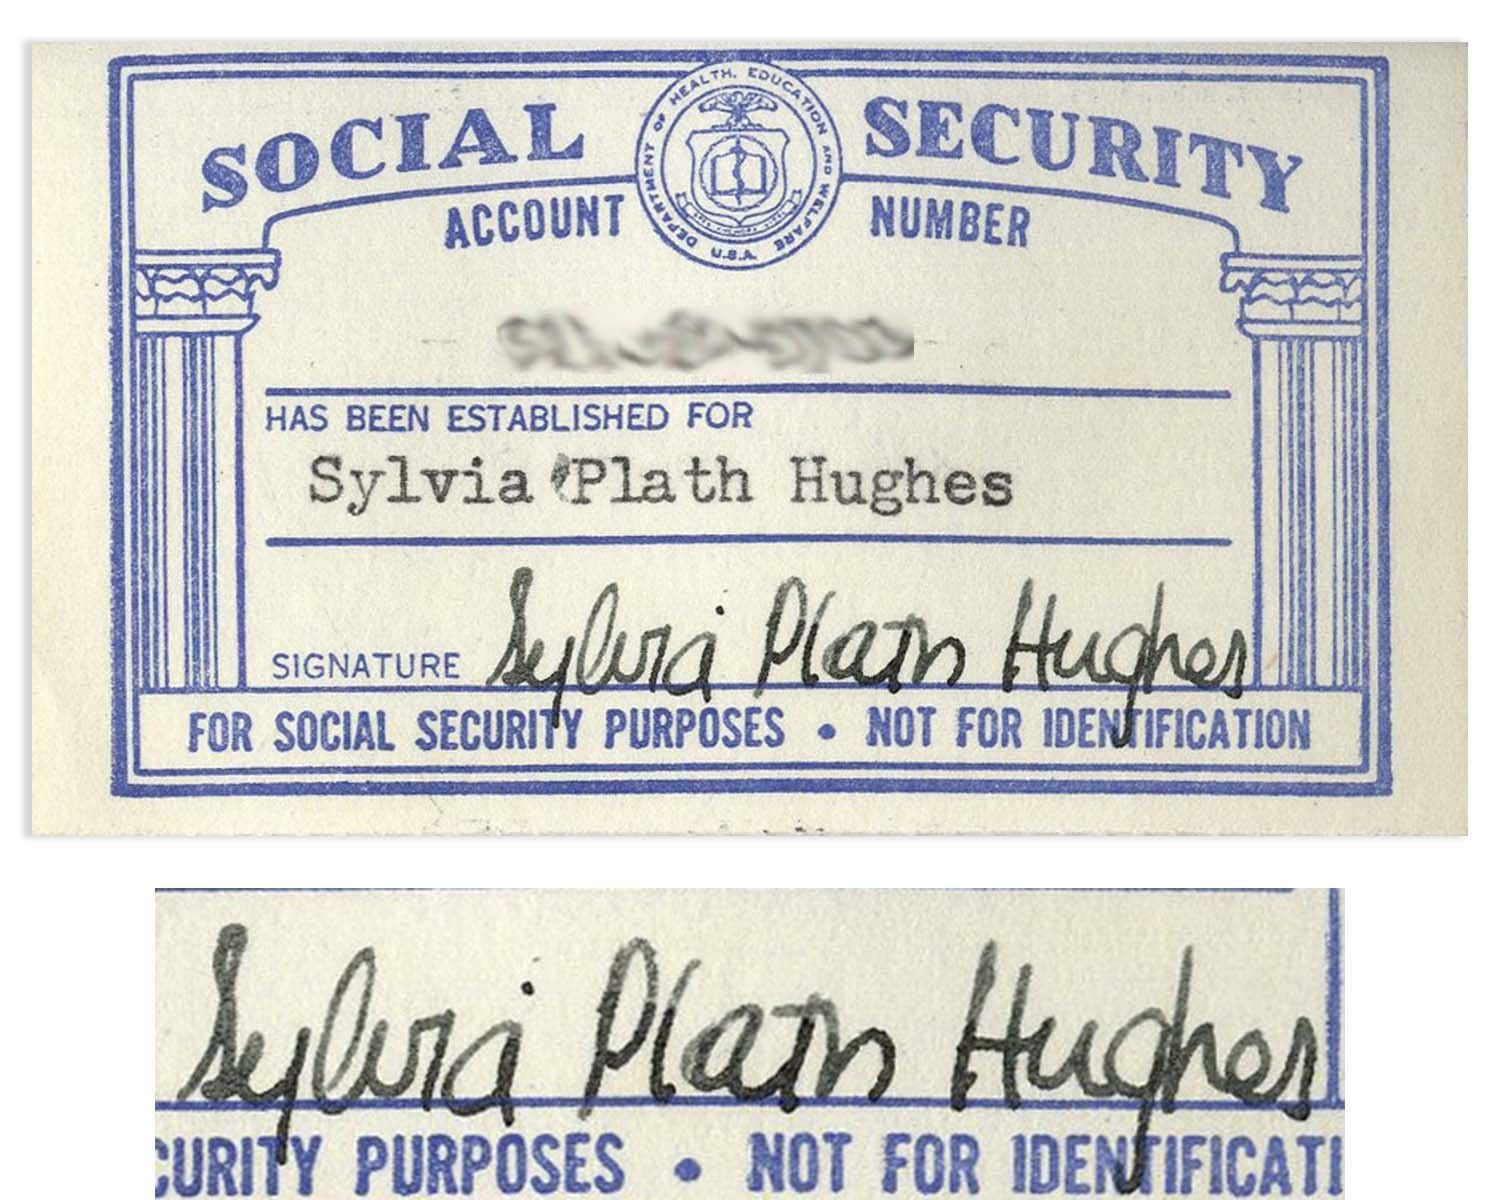 SOCIAL SECURITY
DEPARTMENT OF HEALTH, EDUCATION AND WELFARE
U.S.A.
ACCOUNT NUMBER
HAS BEEN ESTABLISHED FOR
Sylvia Plath Hughes
SIGNATURE Sylvia Plath Hughes
FOR SOCIAL SECURITY PURPOSES • NOT FOR IDENTIFICATION
Sylvia Plath Hughes
CURITY PURPOSES • NOT FOR IDENTIFICATI